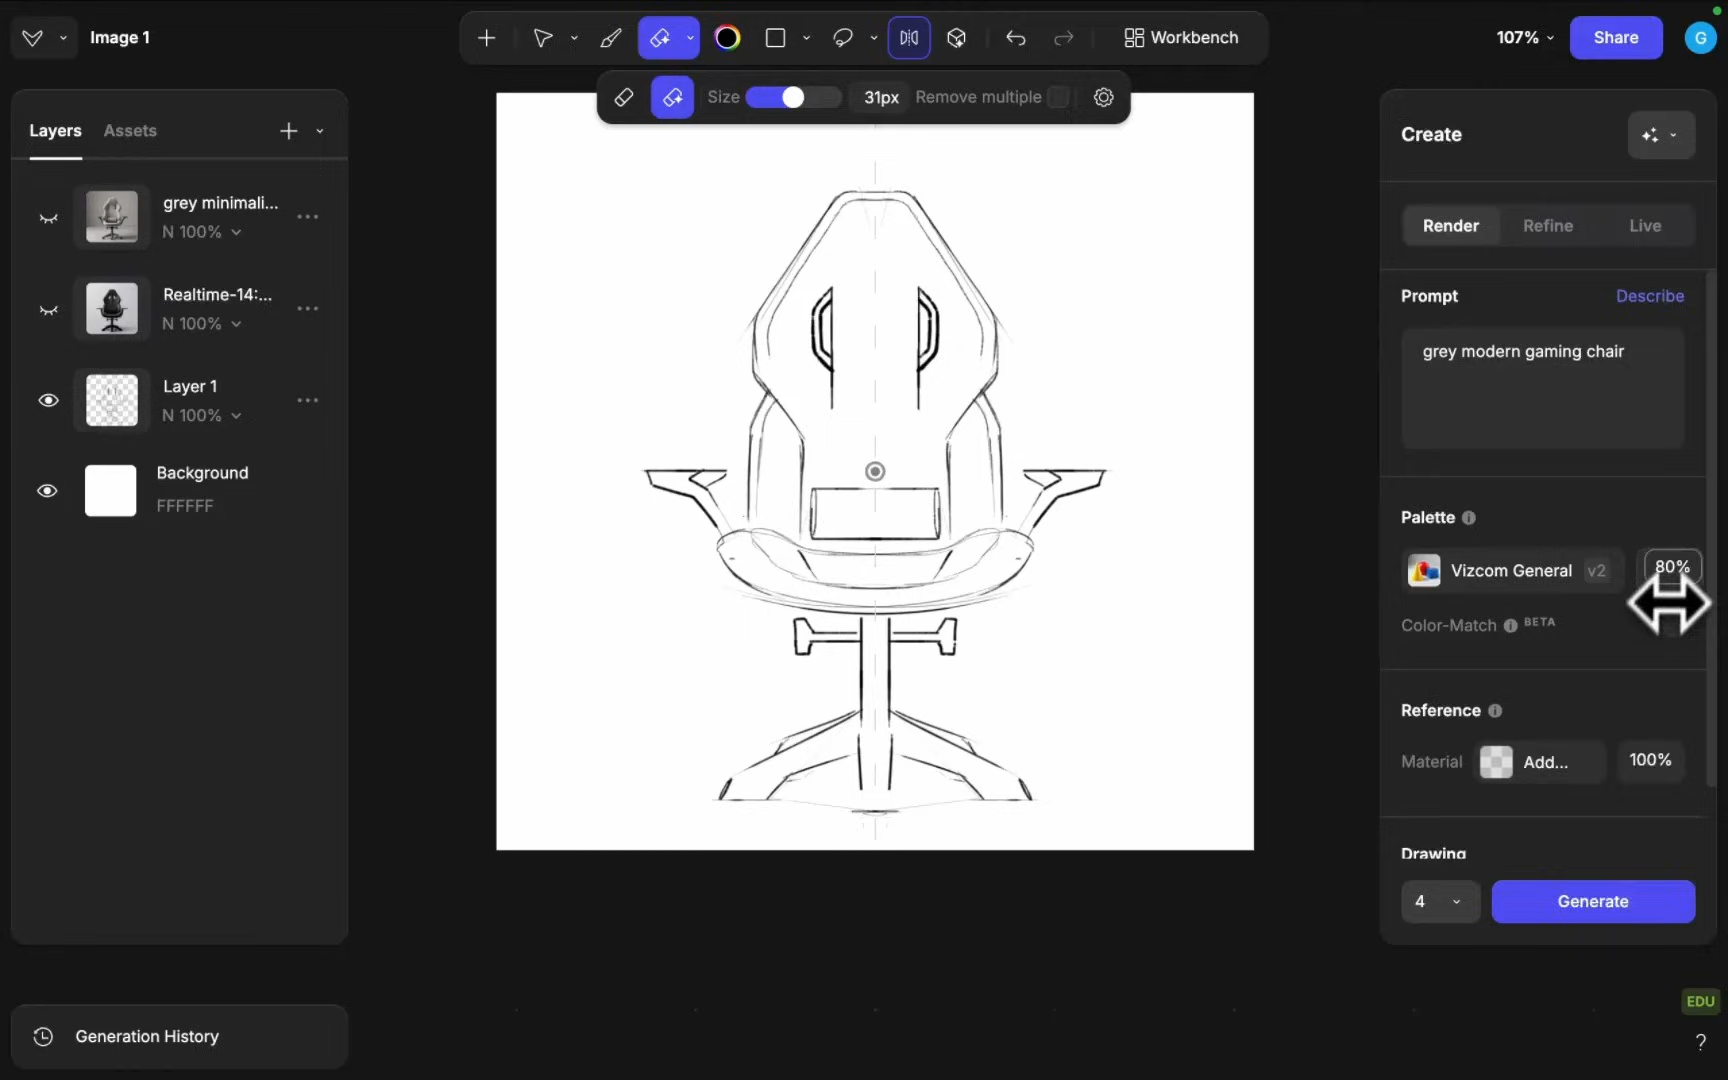 Image 1
Workbench
107%
Share
G
Size
31px
Remove multiple
Layers
Assets
grey minimali...
N 100%
Realtime-14:...
N 100%
Layer 1
N 100%
Background
FFFFFF
Generation History
Create
Render
Refine
Live
Prompt
Describe
grey modern gaming chair
Palette
Vizcom General v2
80%
Color-Match BETA
Reference
Material
Add...
100%
Drawing
4
Generate
EDU
?